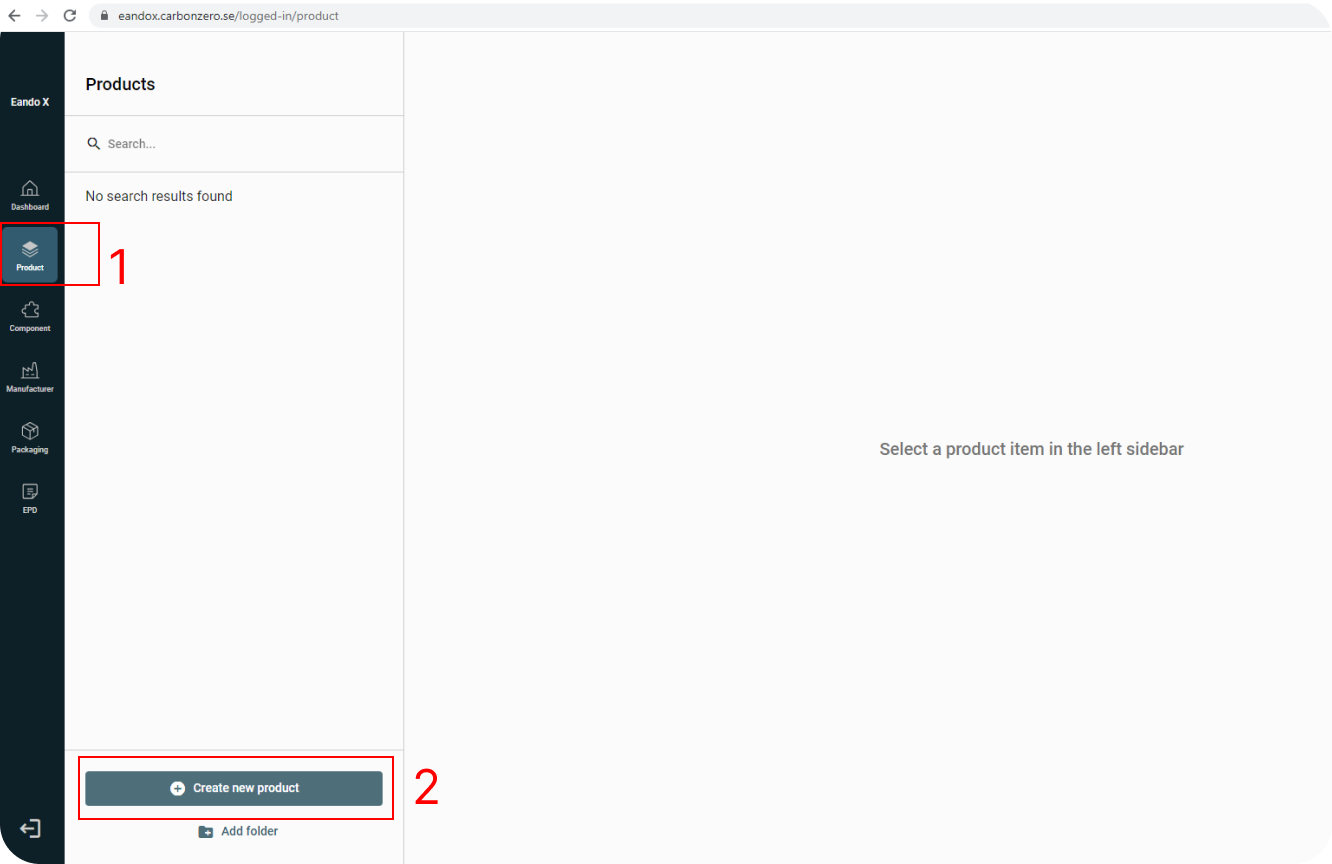 eandox.carbonzero.se/logged-in/product
Eando X
Products
Search...
No search results found
Dashboard
Product
1
Component
Manufacturer
Packaging
EPD
Select a product item in the left sidebar
Create new product
2
Add folder